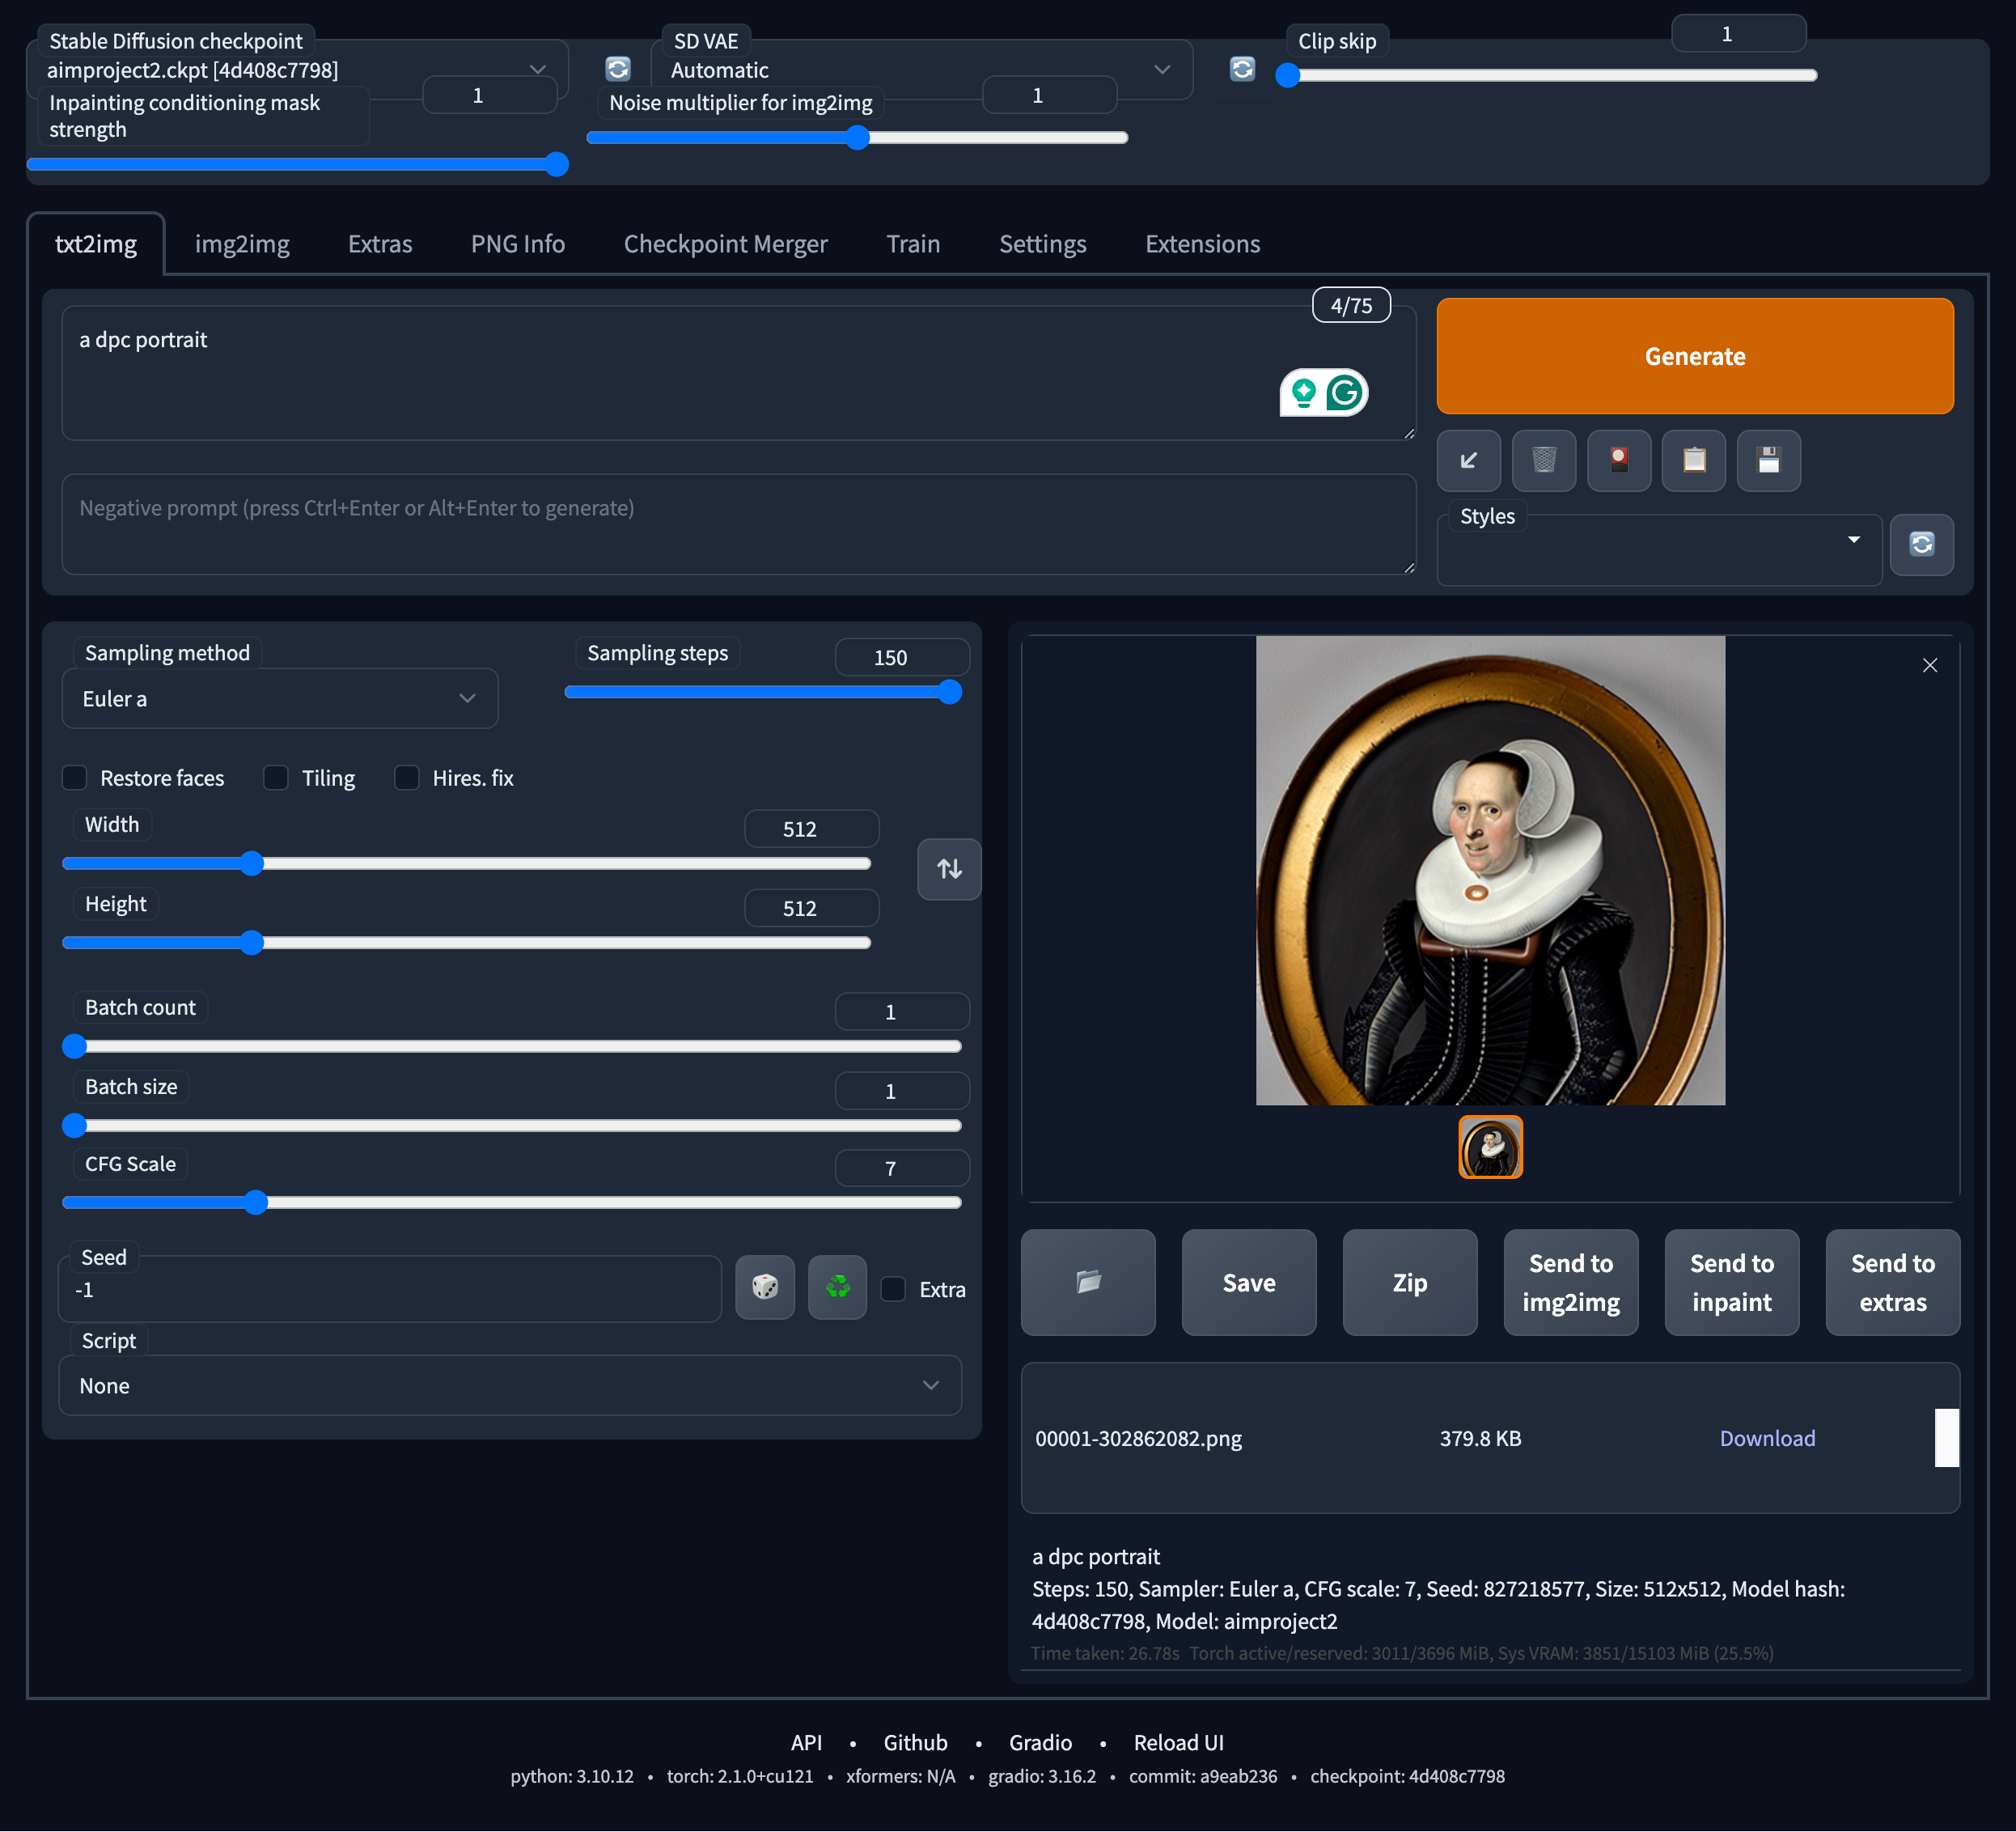 Stable Diffusion checkpoint
aimproject2.ckpt [4d408c7798]
SD VAE
Automatic
Clip skip
1
Inpainting conditioning mask
strength
1
Noise multiplier for img2img
1
txt2img
img2img
Extras
PNG Info
Checkpoint Merger
Train
Settings
Extensions
a dpc portrait
4/75
Generate
Negative prompt (press Ctrl+Enter or Alt+Enter to generate)
Styles
Sampling method
Euler a
Sampling steps
150
Restore faces
Tiling
Hires. fix
Width
512
Height
512
Batch count
1
Batch size
1
CFG Scale
7
Seed
-1
Extra
Script
None
Save
Zip
Send to
img2img
Send to
inpaint
Send to
extras
00001-302862082.png
379.8 KB
Download
a dpc portrait
Steps: 150, Sampler: Euler a, CFG scale: 7, Seed: 827218577, Size: 512x512, Model hash:
4d408c7798, Model: aimproject2
Time taken: 26.78s Torch active/reserved: 3011/3696 MiB, Sys VRAM: 3851/15103 MiB (25.5%)
API • Github • Gradio • Reload UI
python: 3.10.12 • torch: 2.1.0+cu121 • xformers: N/A • gradio: 3.16.2 • commit: a9eab236 • checkpoint: 4d408c7798